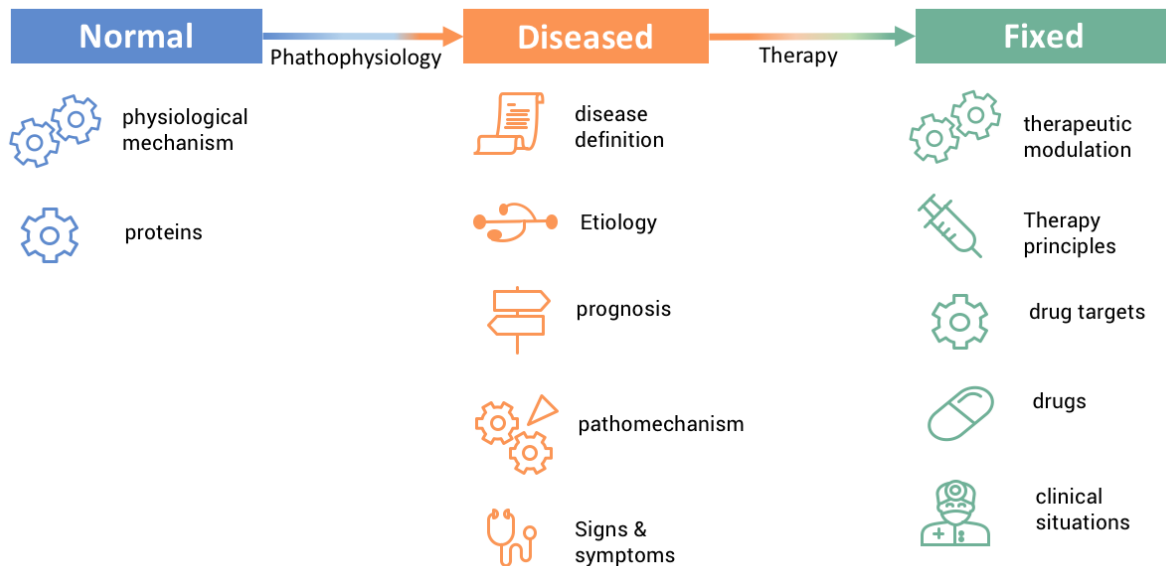 Normal
Phathophysiology
Diseased
Therapy
Fixed
physiological
mechanism
proteins
disease
definition
Etiology
prognosis
pathomechanism
Signs &
symptoms
therapeutic
modulation
Therapy
principles
drug targets
drugs
clinical
situations